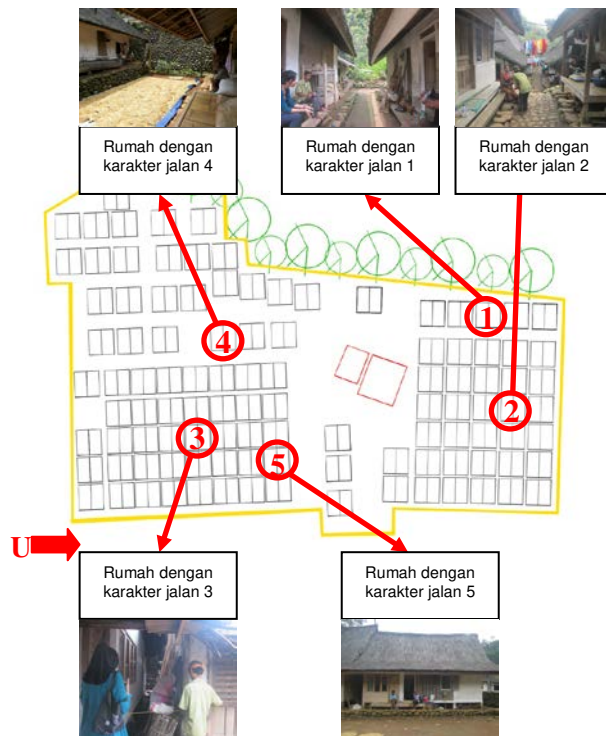 Rumah dengan
karakter jalan 4
Rumah dengan
karakter jalan 1
Rumah dengan
karakter jalan 2
1
4
2
3
5
U
Rumah dengan
karakter jalan 3
Rumah dengan
karakter jalan 5